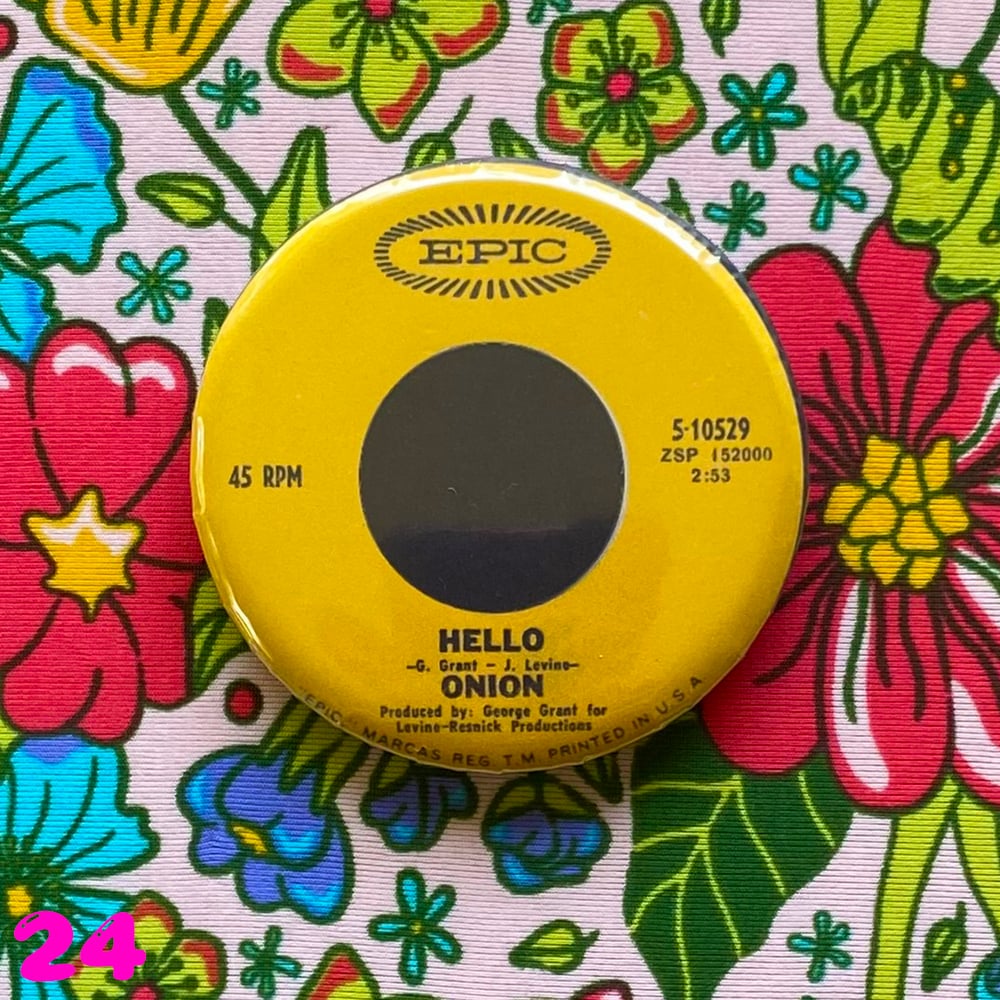 EPIC
45 RPM
5-10529
ZSP 152000
2:53
HELLO
—G. Grant – J. Levine—
ONION
Produced by: George Grant for
Levine-Resnick Productions
"EPIC," MARCAS REG. T.M. PRINTED IN U.S.A
24